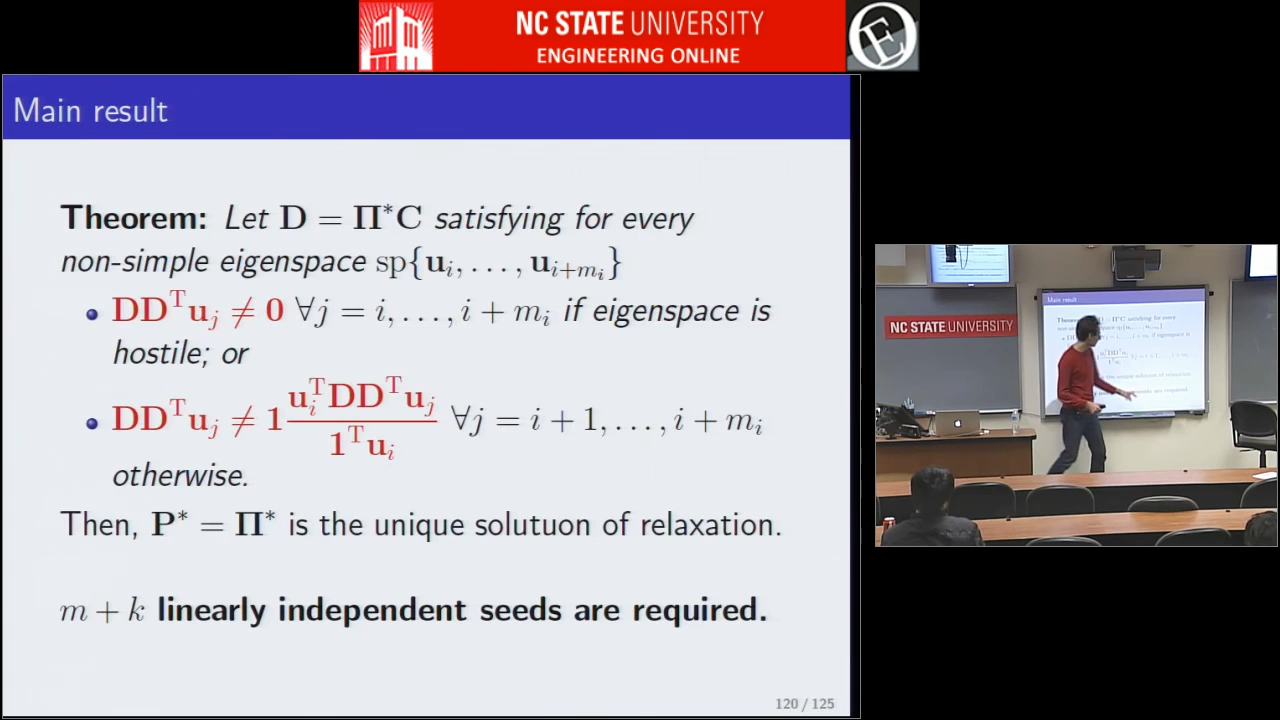 NC STATE UNIVERSITY
ENGINEERING ONLINE
Main result
Theorem: Let D = Π*C satisfying for every
non-simple eigenspace sp{u_i, …, u_{i+m_i}}
• DD^T u_j ≠ 0 ∀j = i, …, i + m_i if eigenspace is
hostile; or
• DD^T u_j ≠ 1 (u_i^T DD^T u_j)/(1^T u_i) ∀j = i + 1, …, i + m_i
otherwise.
Then, P* = Π* is the unique solutuon of relaxation.
m + k linearly independent seeds are required.
120 / 125
NC STATE UNIVERSITY
Main result